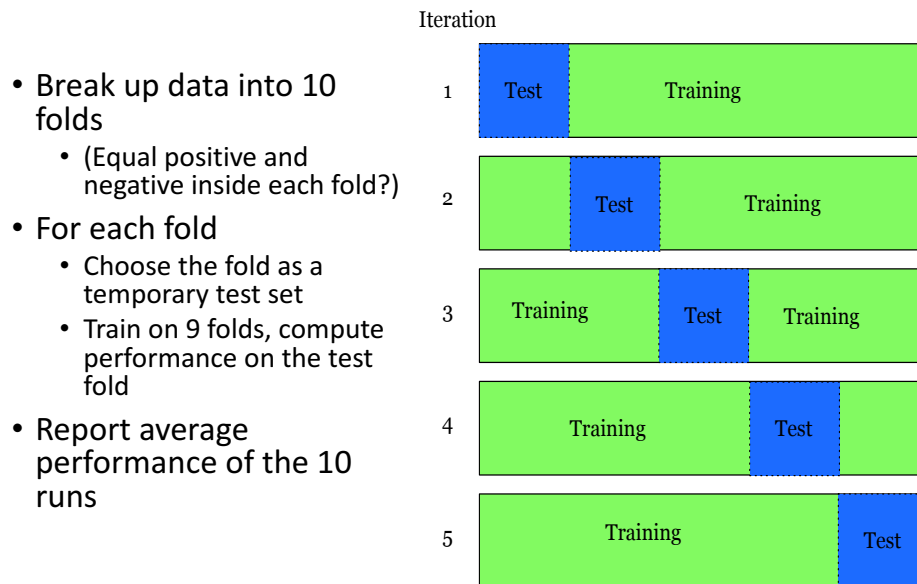 • Break up data into 10
folds
• (Equal positive and
negative inside each fold?)
• For each fold
• Choose the fold as a
temporary test set
• Train on 9 folds, compute
performance on the test
fold
• Report average
performance of the 10
runs
Iteration
1 Test Training
2 Test Training
3 Training Test Training
4 Training Test
5 Training Test